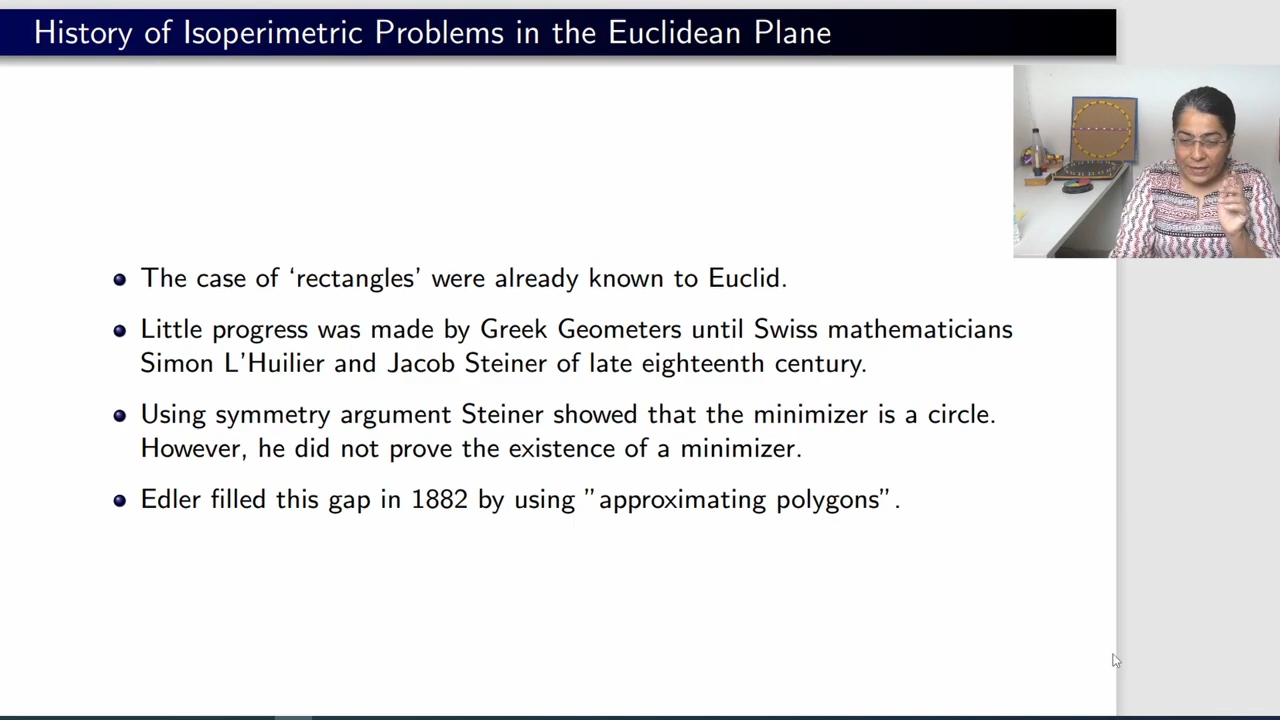 History of Isoperimetric Problems in the Euclidean Plane
The case of ‘rectangles’ were already known to Euclid.
Little progress was made by Greek Geometers until Swiss mathematicians
Simon L’Huilier and Jacob Steiner of late eighteenth century.
Using symmetry argument Steiner showed that the minimizer is a circle.
However, he did not prove the existence of a minimizer.
Edler filled this gap in 1882 by using ”approximating polygons”.